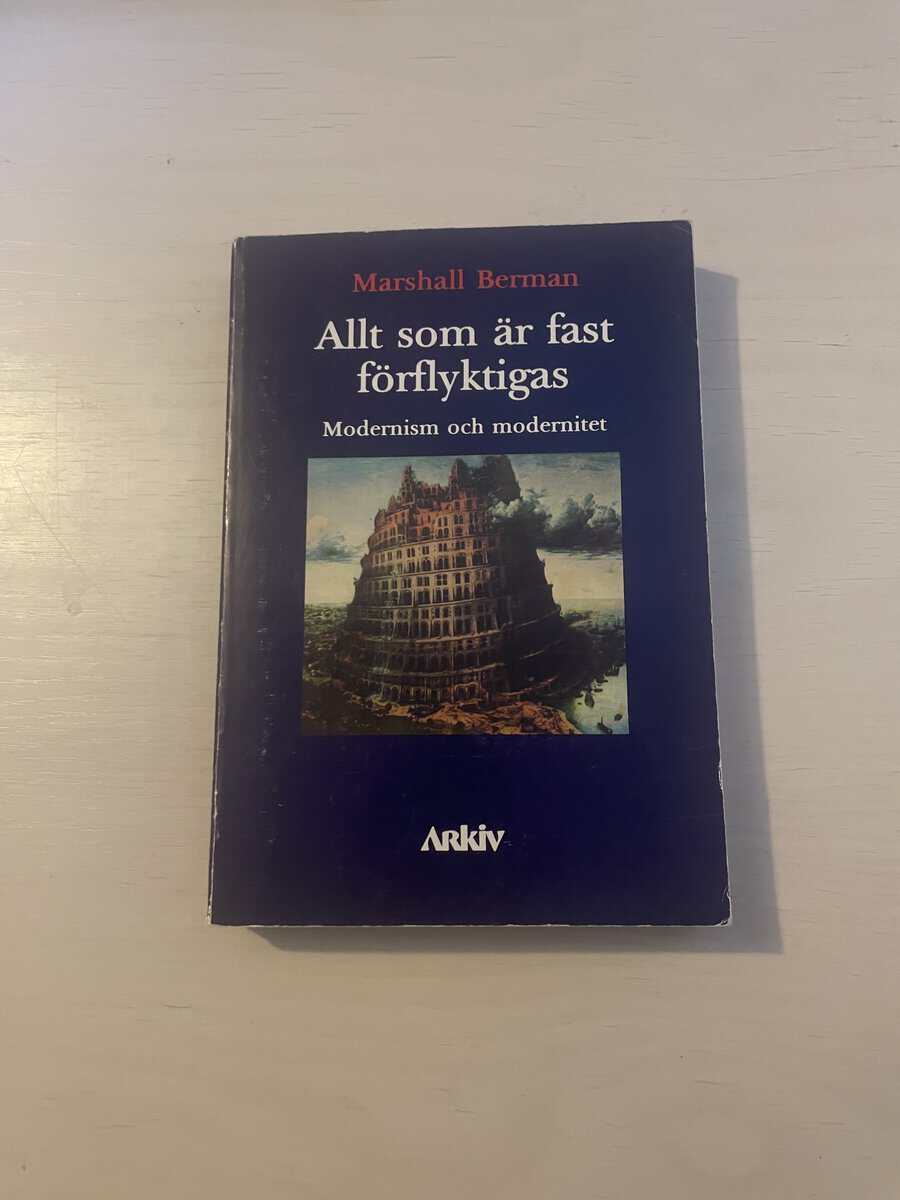 Marshall Berman
Allt som är fast
förflyktigas
Modernism och modernitet
Arkiv